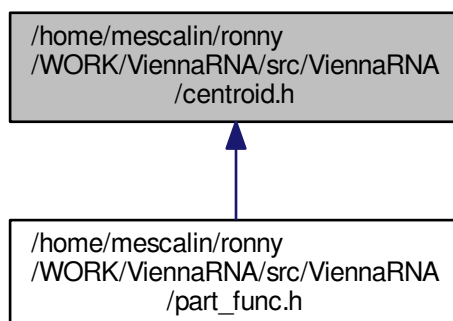 /home/mescalin/ronny
/WORK/ViennaRNA/src/ViennaRNA
/centroid.h
/home/mescalin/ronny
/WORK/ViennaRNA/src/ViennaRNA
/part_func.h